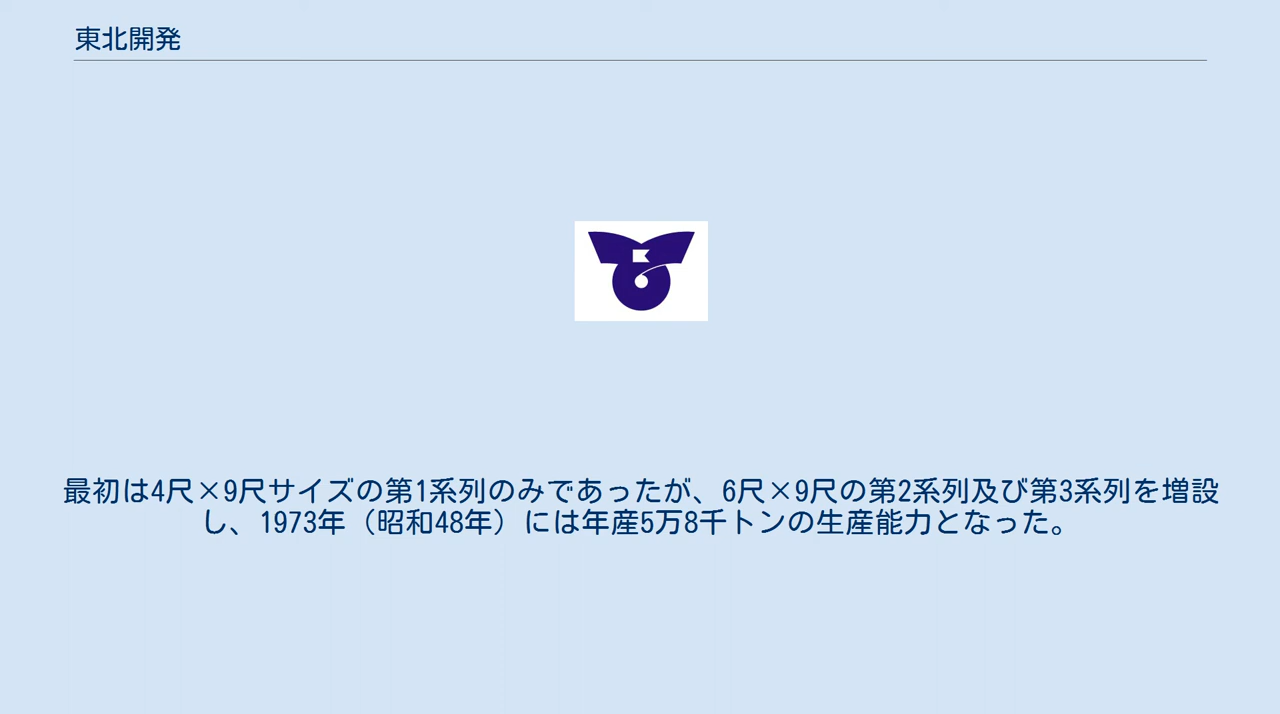 東北開発
最初は4尺×9尺サイズの第1系列のみであったが、6尺×9尺の第2系列及び第3系列を増設
し、1973年（昭和48年）には年産5万8千トンの生産能力となった。